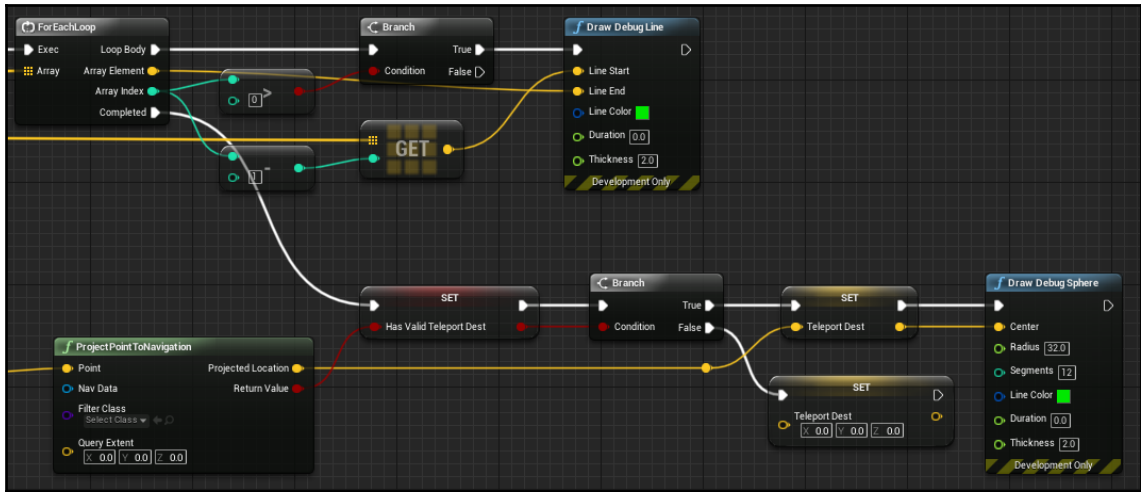 ForEachLoop
Exec Loop Body
Array Array Element
Array Index
Completed
0 >
1 -
GET
Branch
True
Condition False
Draw Debug Line
Line Start
Line End
Line Color
Duration 0.0
Thickness 2.0
Development Only
ProjectPointToNavigation
Point Projected Location
Nav Data Return Value
Filter Class
Select Class
Query Extent
X 0.0 Y 0.0 Z 0.0
SET
Has Valid Teleport Dest
Branch
True
Condition False
SET
Teleport Dest
SET
Teleport Dest
X 0.0 Y 0.0 Z 0.0
Draw Debug Sphere
Center
Radius 32.0
Segments 12
Line Color
Duration 0.0
Thickness 2.0
Development Only